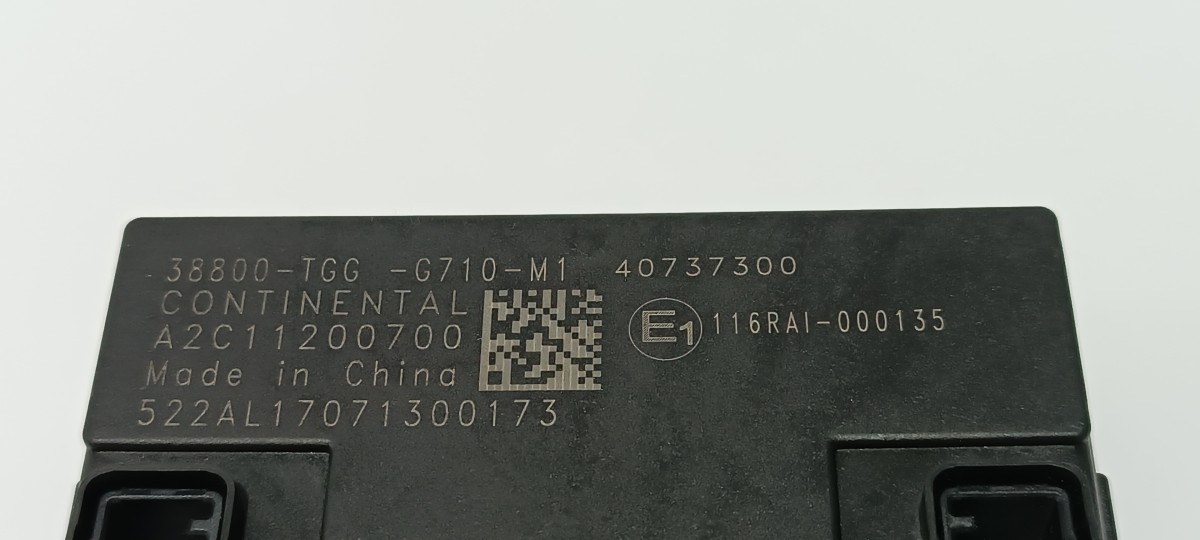 38800-TGG -G710-M1 40737300
CONTINENTAL
A2C11200700
E1 116RAI-000135
Made in China
522AL17071300173